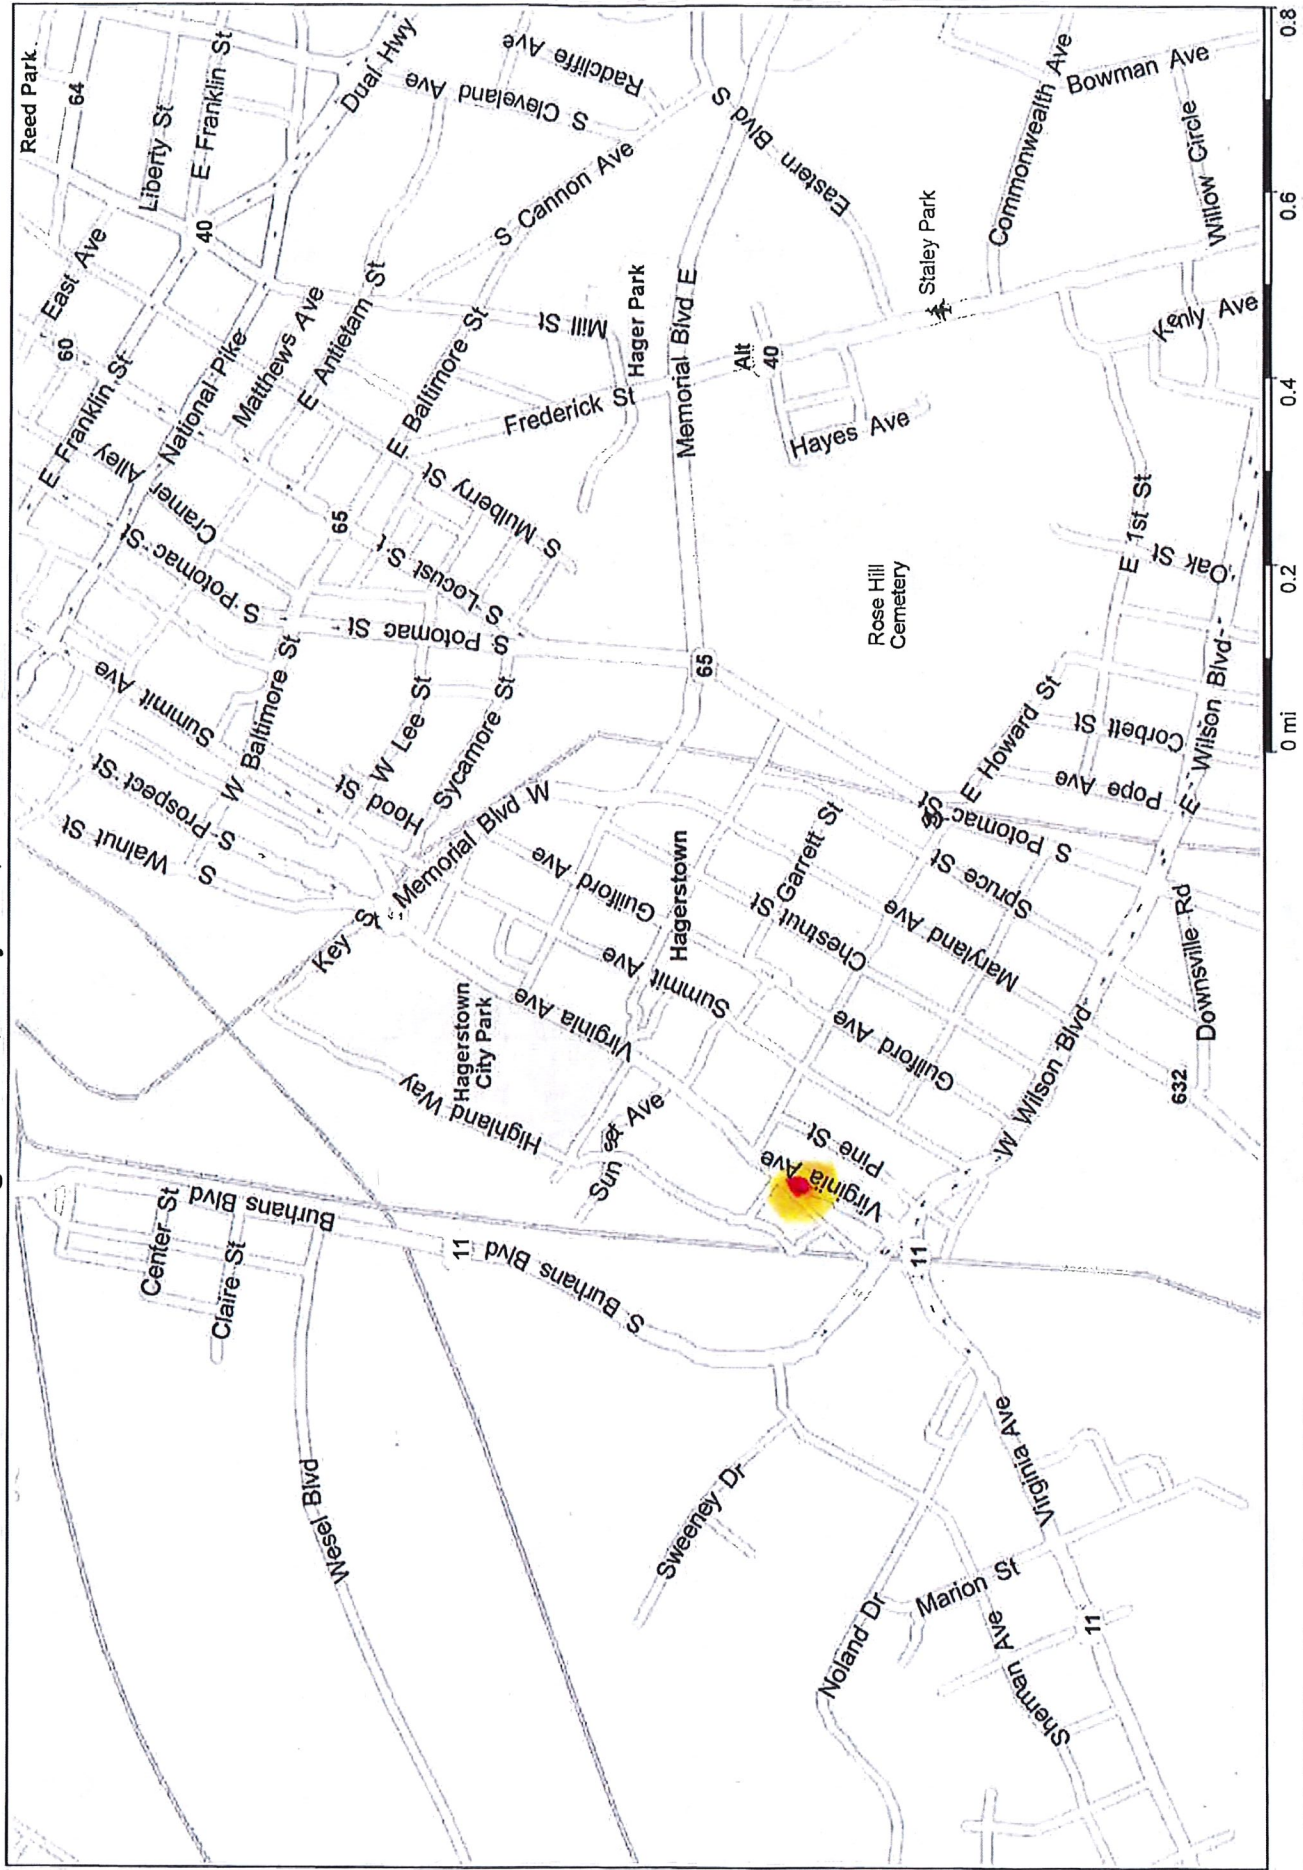 Reed Park
64
Liberty St
E Franklin St
Dual Hwy
S Cleveland Ave
Radcliffe Ave
40
East Ave
60
E Franklin St
National Pike
Matthews Ave
E Antietam St
S Cannon Ave
S Eastern Blvd
Commonwealth Ave
Bowman Ave
Willow Circle
Staley Park
Mill St
Hager Park
Memorial Blvd E
Alt
40
Kenly Ave
Cramer Alley
E Baltimore St
Frederick St
Hayes Ave
S Mulberry St
65
S Locust St
S Potomac St
S Potomac St
E 1st St
Oak St
Rose Hill
Cemetery
65
Summit Ave
W Baltimore St
W Lee St
Sycamore St
Hood St
S Prospect St
S Walnut St
Memorial Blvd W
E Howard St
Corbett St
Pope Ave
E Wilson Blvd
S Potomac St
Spruce St
Maryland Ave
Garrett St
Chestnut St
Guilford Ave
Hagerstown
Summit Ave
Guilford Ave
Key St
Virginia Ave
Hagerstown
City Park
Highland Way
Sunset Ave
Pine St
Virginia Ave
W Wilson Blvd
Downsville Rd
632
Center St
Claire St
Burhans Blvd
11
S Burhans Blvd
11
Wesel Blvd
Sweeney Dr
Virginia Ave
Noland Dr
Marion St
Sherman Ave
11
0 mi
0.2
0.4
0.6
0.8